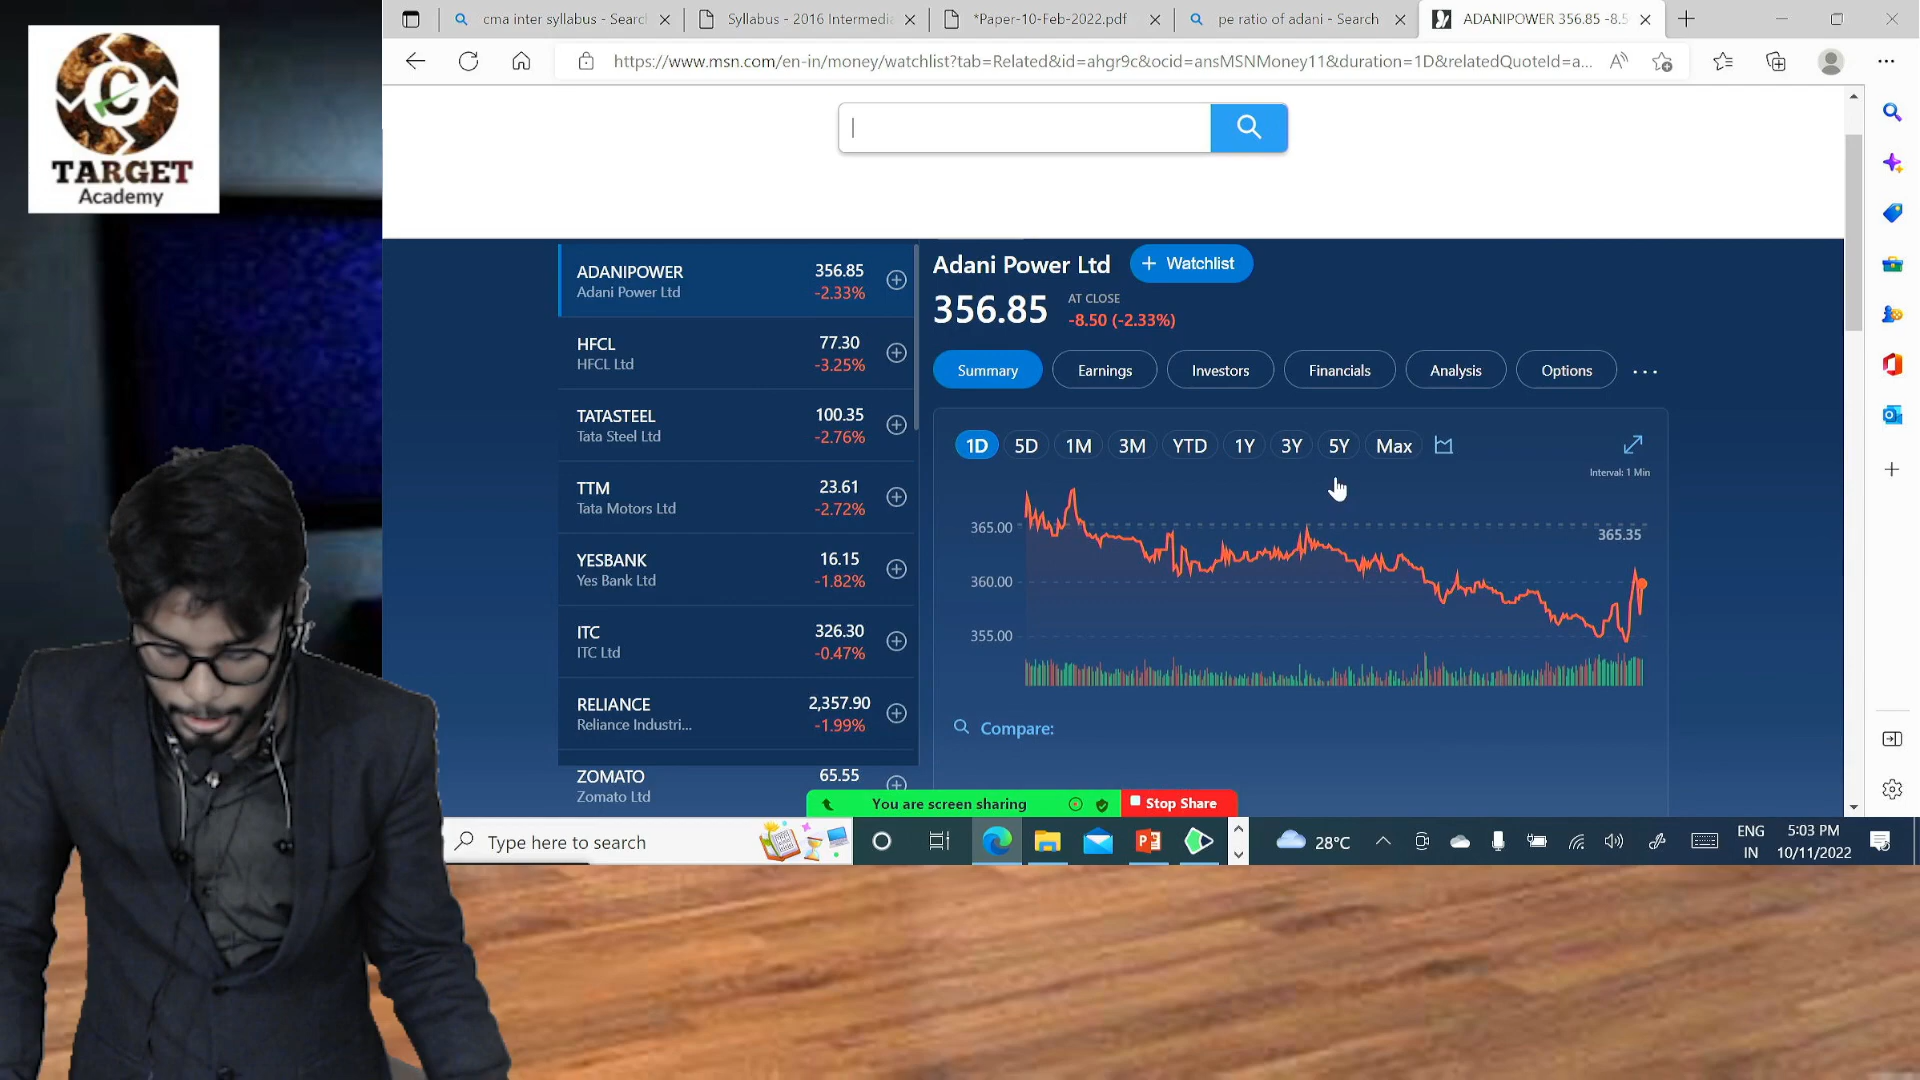 C
TARGET
Academy
cma inter syllabus - Searc
Syllabus - 2016 Intermedi
*Paper-10-Feb-2022.pdf
pe ratio of adani - Search
ADANIPOWER 356.85 -8.5
https://www.msn.com/en-in/money/watchlist?tab=Related&id=ahgr9c&ocid=ansMSNMoney11&duration=1D&relatedQuoteId=a...
ADANIPOWER 356.85
Adani Power Ltd -2.33%
HFCL 77.30
HFCL Ltd -3.25%
TATASTEEL 100.35
Tata Steel Ltd -2.76%
TTM 23.61
Tata Motors Ltd -2.72%
YESBANK 16.15
Yes Bank Ltd -1.82%
ITC 326.30
ITC Ltd -0.47%
RELIANCE 2,357.90
Reliance Industri... -1.99%
ZOMATO 65.55
Zomato Ltd
Adani Power Ltd + Watchlist
356.85 AT CLOSE
-8.50 (-2.33%)
Summary Earnings Investors Financials Analysis Options ...
1D 5D 1M 3M YTD 1Y 3Y 5Y Max
Interval: 1 Min
365.00
365.35
360.00
355.00
Compare:
You are screen sharing Stop Share
Type here to search
28°C
ENG
IN
5:03 PM
10/11/2022